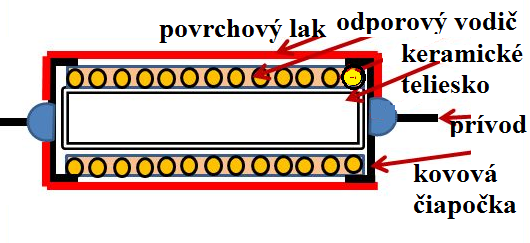 povrchový lak
odporový vodič
keramické
teliesko
prívod
kovová
čiapočka